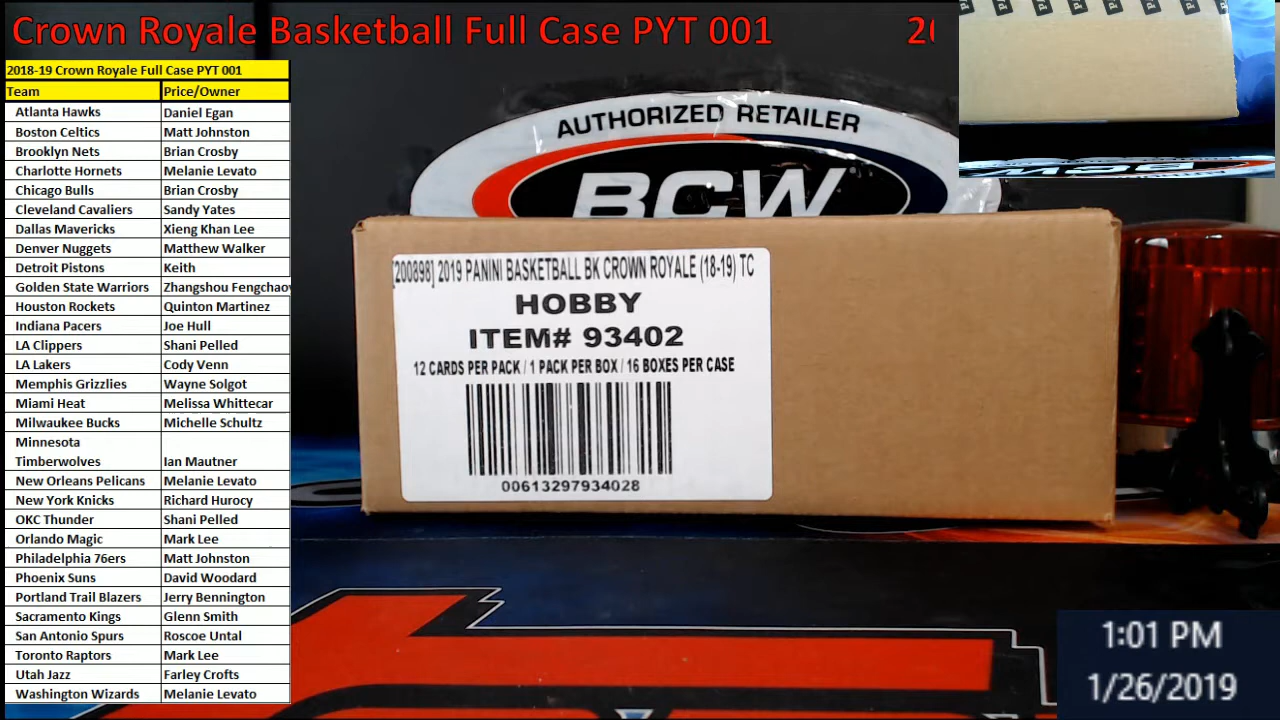 Crown Royale Basketball Full Case PYT 001
2018-19 Crown Royale Full Case PYT 001
Team Price/Owner
Atlanta Hawks Daniel Egan
Boston Celtics Matt Johnston
Brooklyn Nets Brian Crosby
Charlotte Hornets Melanie Levato
Chicago Bulls Brian Crosby
Cleveland Cavaliers Sandy Yates
Dallas Mavericks Xieng Khan Lee
Denver Nuggets Matthew Walker
Detroit Pistons Keith
Golden State Warriors Zhangshou Fengchaov
Houston Rockets Quinton Martinez
Indiana Pacers Joe Hull
LA Clippers Shani Pelled
LA Lakers Cody Venn
Memphis Grizzlies Wayne Solgot
Miami Heat Melissa Whittecar
Milwaukee Bucks Michelle Schultz
Minnesota
Timberwolves Ian Mautner
New Orleans Pelicans Melanie Levato
New York Knicks Richard Hurocy
OKC Thunder Shani Pelled
Orlando Magic Mark Lee
Philadelphia 76ers Matt Johnston
Phoenix Suns David Woodard
Portland Trail Blazers Jerry Bennington
Sacramento Kings Glenn Smith
San Antonio Spurs Roscoe Untal
Toronto Raptors Mark Lee
Utah Jazz Farley Crofts
Washington Wizards Melanie Levato
AUTHORIZED RETAILER
BCW
[200898] 2019 PANINI BASKETBALL BK CROWN ROYALE (18-19) TC
HOBBY
ITEM# 93402
12 CARDS PER PACK / 1 PACK PER BOX / 16 BOXES PER CASE
00613297934028
BCW
1:01 PM
1/26/2019